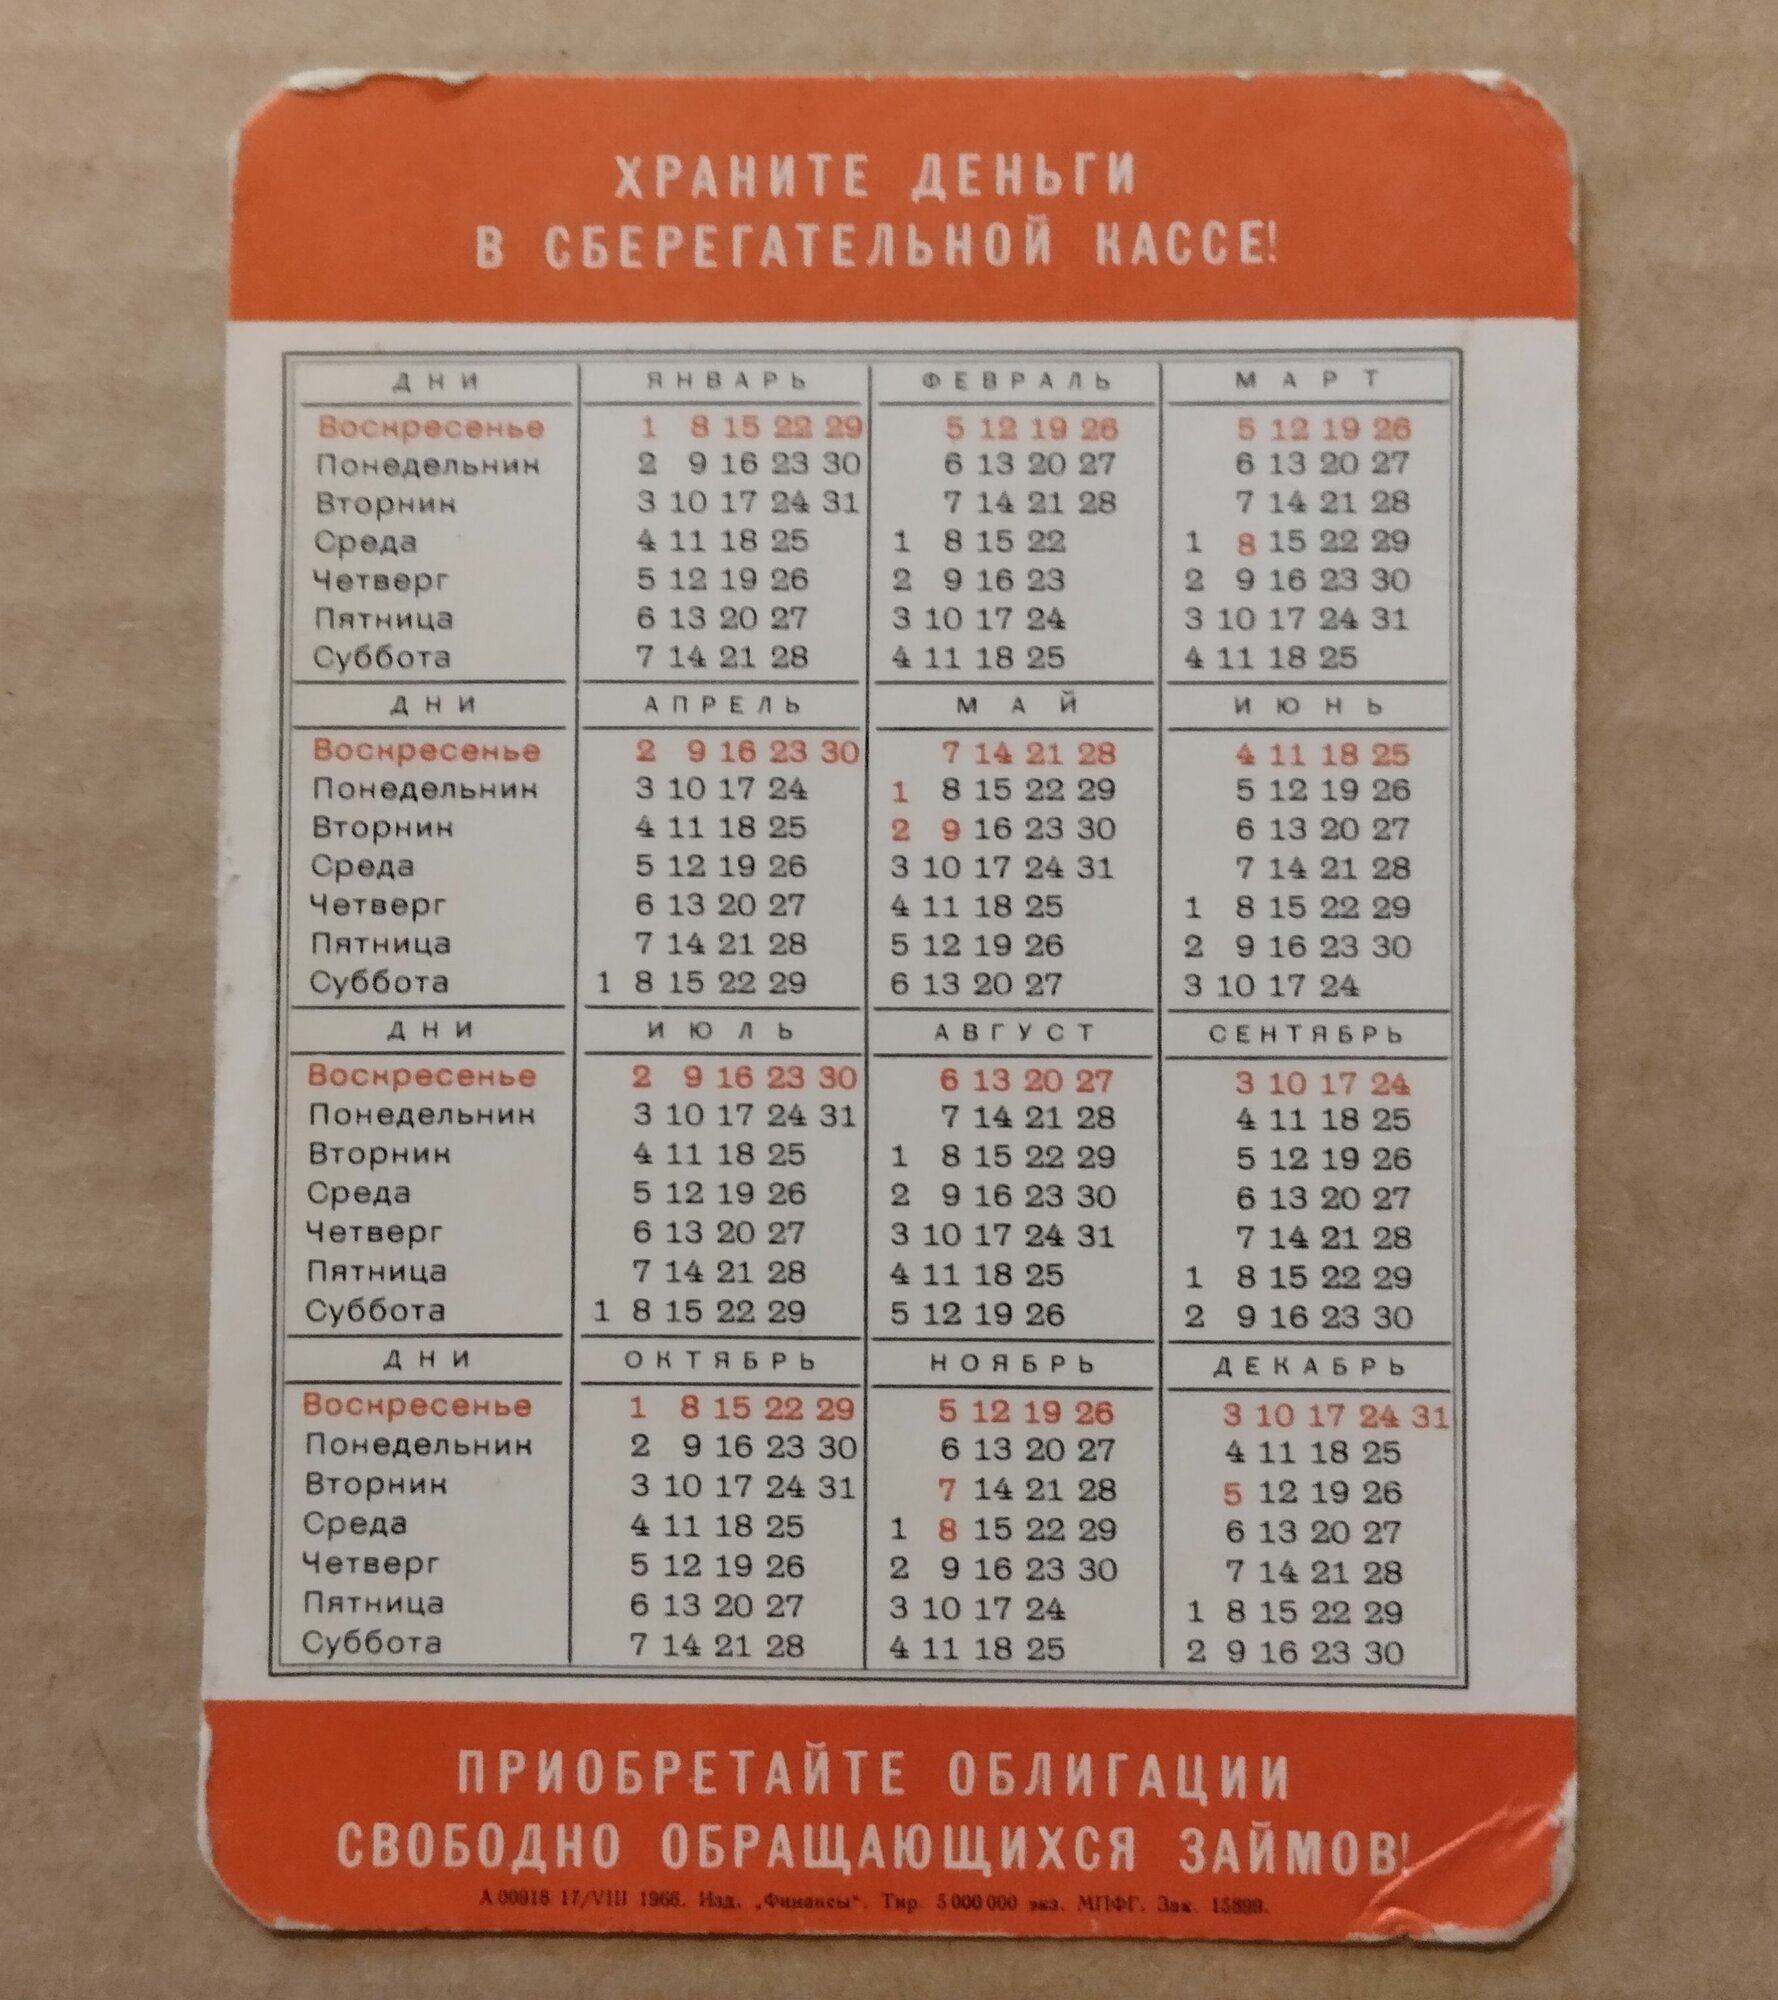 ХРАНИТЕ ДЕНЬГИ
В СБЕРЕГАТЕЛЬНОЙ КАССЕ!
ДНИ ЯНВАРЬ ФЕВРАЛЬ МАРТ
Воскресенье 1 8 15 22 29 5 12 19 26 5 12 19 26
Понедельник 2 9 16 23 30 6 13 20 27 6 13 20 27
Вторник 3 10 17 24 31 7 14 21 28 7 14 21 28
Среда 4 11 18 25 1 8 15 22 1 8 15 22 29
Четверг 5 12 19 26 2 9 16 23 2 9 16 23 30
Пятница 6 13 20 27 3 10 17 24 3 10 17 24 31
Суббота 7 14 21 28 4 11 18 25 4 11 18 25
ДНИ АПРЕЛЬ МАЙ ИЮНЬ
Воскресенье 2 9 16 23 30 7 14 21 28 4 11 18 25
Понедельник 3 10 17 24 1 8 15 22 29 5 12 19 26
Вторник 4 11 18 25 2 9 16 23 30 6 13 20 27
Среда 5 12 19 26 3 10 17 24 31 7 14 21 28
Четверг 6 13 20 27 4 11 18 25 1 8 15 22 29
Пятница 7 14 21 28 5 12 19 26 2 9 16 23 30
Суббота 1 8 15 22 29 6 13 20 27 3 10 17 24
ДНИ ИЮЛЬ АВГУСТ СЕНТЯБРЬ
Воскресенье 2 9 16 23 30 6 13 20 27 3 10 17 24
Понедельник 3 10 17 24 31 7 14 21 28 4 11 18 25
Вторник 4 11 18 25 1 8 15 22 29 5 12 19 26
Среда 5 12 19 26 2 9 16 23 30 6 13 20 27
Четверг 6 13 20 27 3 10 17 24 31 7 14 21 28
Пятница 7 14 21 28 4 11 18 25 1 8 15 22 29
Суббота 1 8 15 22 29 5 12 19 26 2 9 16 23 30
ДНИ ОКТЯБРЬ НОЯБРЬ ДЕКАБРЬ
Воскресенье 1 8 15 22 29 5 12 19 26 3 10 17 24 31
Понедельник 2 9 16 23 30 6 13 20 27 4 11 18 25
Вторник 3 10 17 24 31 7 14 21 28 5 12 19 26
Среда 4 11 18 25 1 8 15 22 29 6 13 20 27
Четверг 5 12 19 26 2 9 16 23 30 7 14 21 28
Пятница 6 13 20 27 3 10 17 24 1 8 15 22 29
Суббота 7 14 21 28 4 11 18 25 2 9 16 23 30
ПРИОБРЕТАЙТЕ ОБЛИГАЦИИ
СВОБОДНО ОБРАЩАЮЩИХСЯ ЗАЙМОВ!
А 00918 17/VIII 1966. Изд. „Финансы“. Тир. 5 000 000 экз. МПФГ. Зак. 15899.